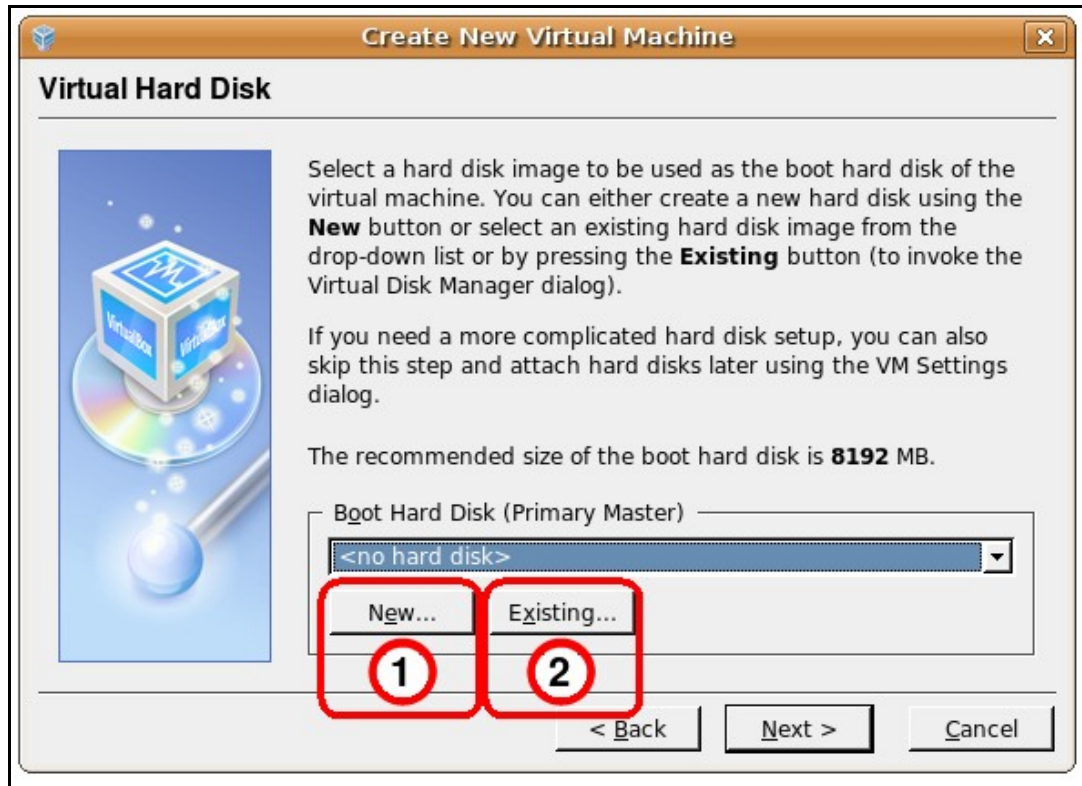 Create New Virtual Machine
Virtual Hard Disk
Select a hard disk image to be used as the boot hard disk of the
virtual machine. You can either create a new hard disk using the
New button or select an existing hard disk image from the
drop-down list or by pressing the Existing button (to invoke the
Virtual Disk Manager dialog).
If you need a more complicated hard disk setup, you can also
skip this step and attach hard disks later using the VM Settings
dialog.
The recommended size of the boot hard disk is 8192 MB.
Boot Hard Disk (Primary Master)
<no hard disk>
New... Existing...
1 2
< Back Next > Cancel
VirtualBox VirtualBox